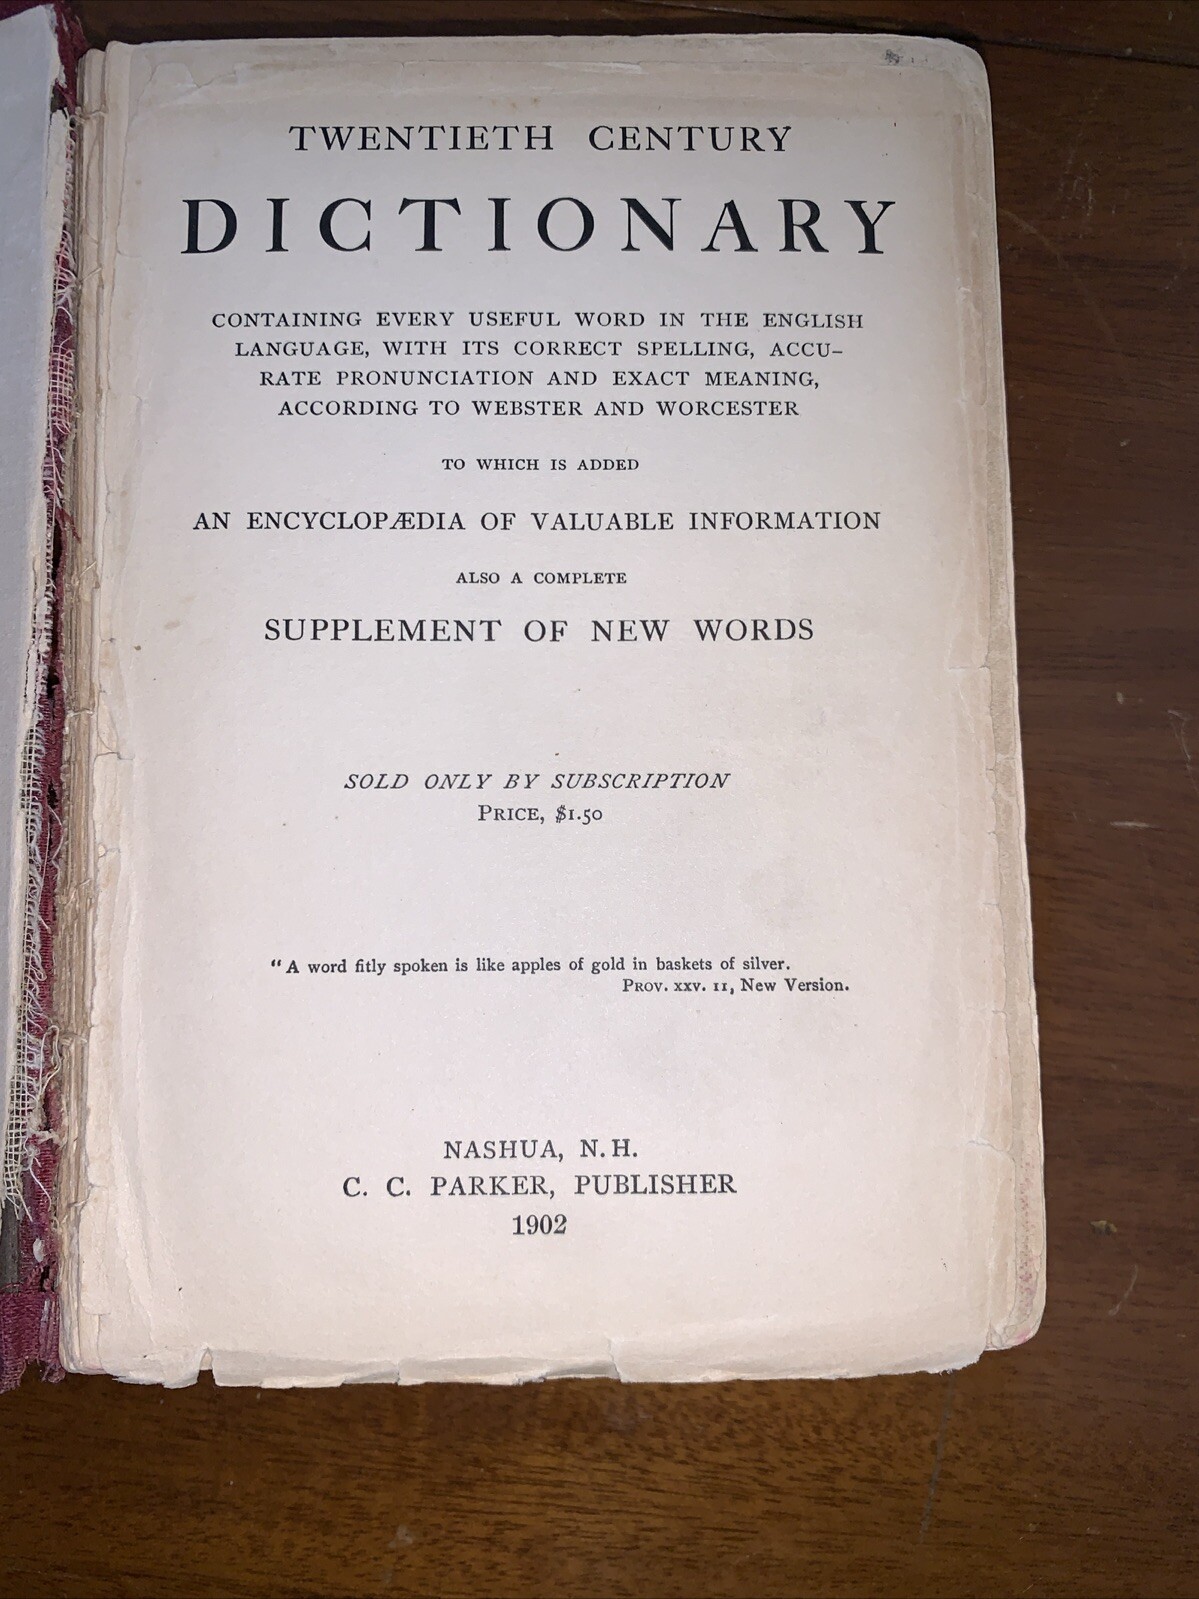 TWENTIETH CENTURY
DICTIONARY
CONTAINING EVERY USEFUL WORD IN THE ENGLISH
LANGUAGE, WITH ITS CORRECT SPELLING, ACCU-
RATE PRONUNCIATION AND EXACT MEANING,
ACCORDING TO WEBSTER AND WORCESTER
TO WHICH IS ADDED
AN ENCYCLOPÆDIA OF VALUABLE INFORMATION
ALSO A COMPLETE
SUPPLEMENT OF NEW WORDS
SOLD ONLY BY SUBSCRIPTION
PRICE, $1.50
“A word fitly spoken is like apples of gold in baskets of silver.
PROV. XXV. 11, New Version.
NASHUA, N. H.
C. C. PARKER, PUBLISHER
1902